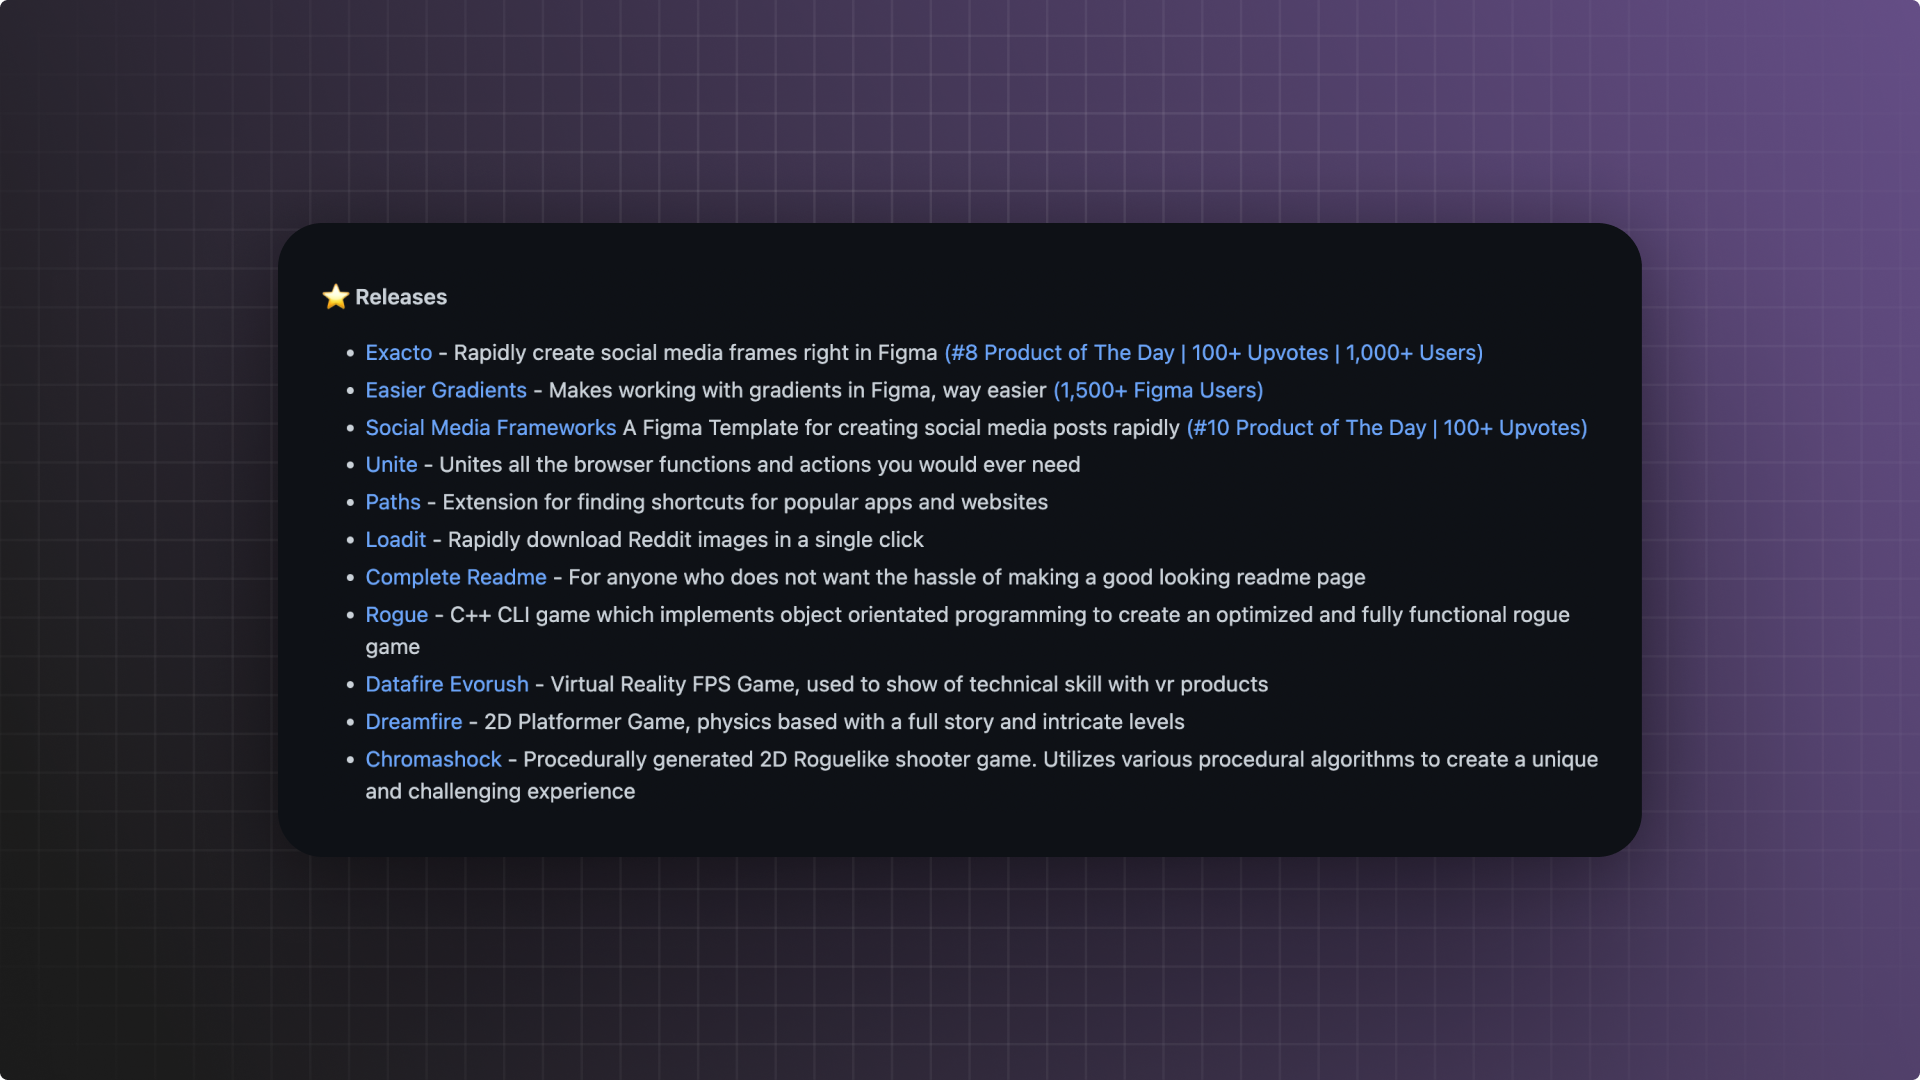 ⭐ Releases
• Exacto - Rapidly create social media frames right in Figma (#8 Product of The Day | 100+ Upvotes | 1,000+ Users)
• Easier Gradients - Makes working with gradients in Figma, way easier (1,500+ Figma Users)
• Social Media Frameworks A Figma Template for creating social media posts rapidly (#10 Product of The Day | 100+ Upvotes)
• Unite - Unites all the browser functions and actions you would ever need
• Paths - Extension for finding shortcuts for popular apps and websites
• Loadit - Rapidly download Reddit images in a single click
• Complete Readme - For anyone who does not want the hassle of making a good looking readme page
• Rogue - C++ CLI game which implements object orientated programming to create an optimized and fully functional rogue
game
• Datafire Evorush - Virtual Reality FPS Game, used to show of technical skill with vr products
• Dreamfire - 2D Platformer Game, physics based with a full story and intricate levels
• Chromashock - Procedurally generated 2D Roguelike shooter game. Utilizes various procedural algorithms to create a unique
and challenging experience